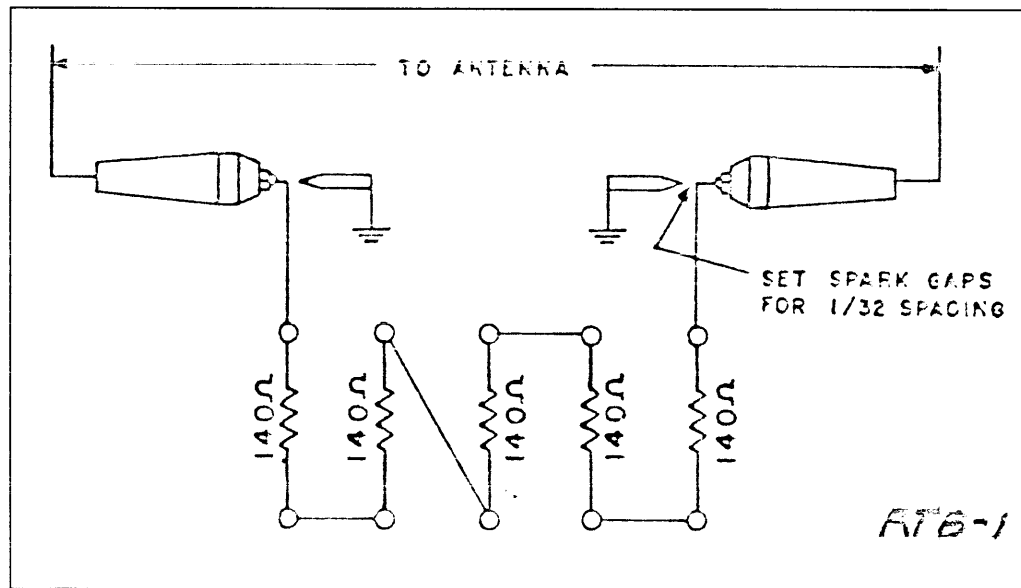 TO ANTENNA
SET SPARK GAPS
FOR 1/32 SPACING
140Ω
140Ω
140Ω
140Ω
140Ω